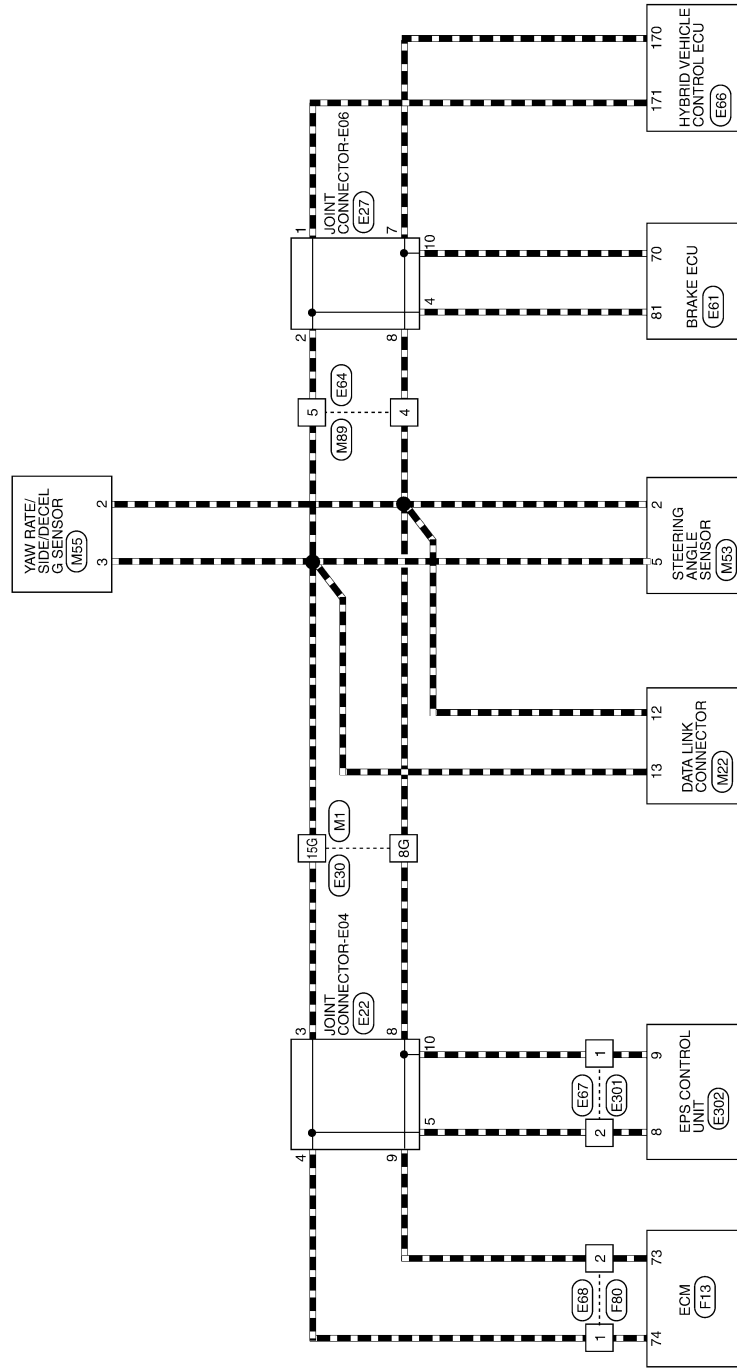 YAW RATE/
SIDE/DECEL
G SENSOR
M55
3
2
4
3
JOINT
CONNECTOR-E04
E22
9
8
5
10
15G
E30
M1
8G
5
M89
E64
4
2
1
JOINT
CONNECTOR-E06
E27
8
7
4
10
1
E68
F80
2
2
E67
E301
1
74
73
ECM
F13
8
9
EPS CONTROL
UNIT
E302
13
12
DATA LINK
CONNECTOR
M22
5
2
STEERING
ANGLE
SENSOR
M53
81
70
BRAKE ECU
E61
171
170
HYBRID VEHICLE
CONTROL ECU
E66